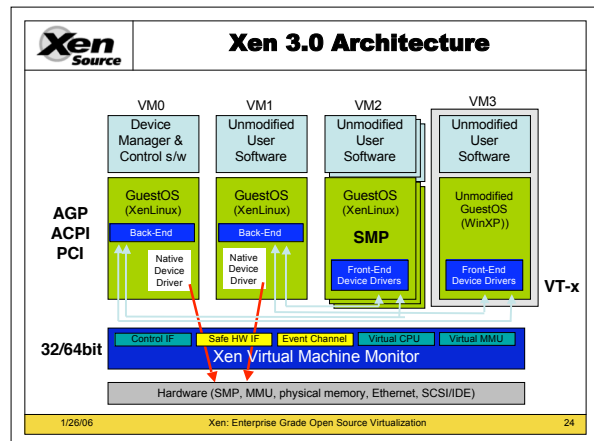 Xen
Source
Xen 3.0 Architecture
VM0
VM1
VM2
VM3
Device
Manager &
Control s/w
Unmodified
User
Software
Unmodified
User
Software
Unmodified
User
Software
AGP
ACPI
PCI
GuestOS
(XenLinux)
Back-End
Native
Device
Driver
GuestOS
(XenLinux)
Back-End
Native
Device
Driver
GuestOS
(XenLinux)
SMP
Front-End
Device Drivers
Unmodified
GuestOS
(WinXP))
Front-End
Device Drivers
VT-x
32/64bit
Control IF
Safe HW IF
Event Channel
Virtual CPU
Virtual MMU
Xen Virtual Machine Monitor
Hardware (SMP, MMU, physical memory, Ethernet, SCSI/IDE)
1/26/06
Xen: Enterprise Grade Open Source Virtualization
24